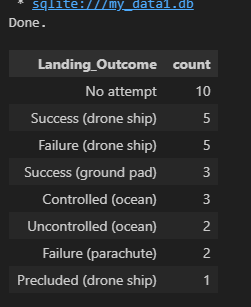 * sqlite:///my_data1.db
Done.
Landing_Outcome count
No attempt 10
Success (drone ship) 5
Failure (drone ship) 5
Success (ground pad) 3
Controlled (ocean) 3
Uncontrolled (ocean) 2
Failure (parachute) 2
Precluded (drone ship) 1